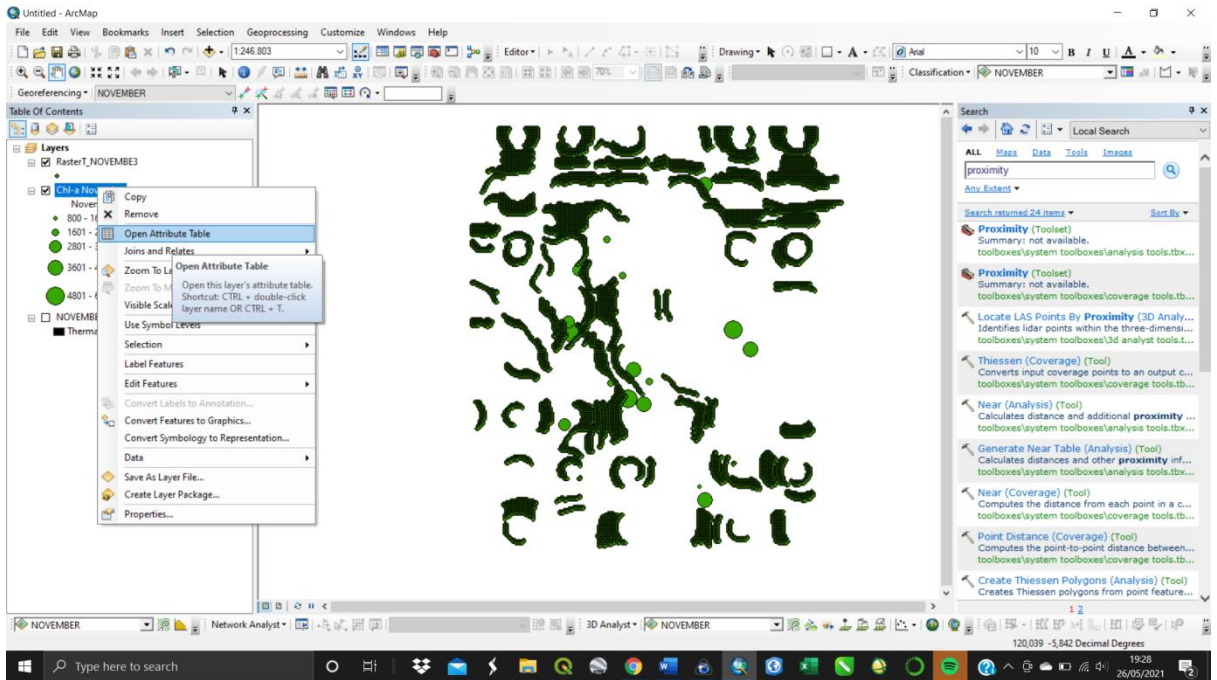 Untitled - ArcMap
File Edit View Bookmarks Insert Selection Geoprocessing Customize Windows Help
1:246.803 Editor Drawing A Arial 10 B I U A
70% Classification NOVEMBER
Georeferencing NOVEMBER
Table Of Contents
Layers
RasterT_NOVEMBE3
Chl-a Nov
Novem
800 - 16
1601 - 2
2801 - 3
3601 - 4
4801 - 6
NOVEMBE
Therma
Copy
Remove
Open Attribute Table
Joins and Relates
Zoom To La
Zoom To M
Visible Scal
Use Symbol Levels
Selection
Label Features
Edit Features
Convert Labels to Annotation...
Convert Features to Graphics...
Convert Symbology to Representation...
Data
Save As Layer File...
Create Layer Package...
Properties...
Open Attribute Table
Open this layer's attribute table.
Shortcut: CTRL + double-click
layer name OR CTRL + T.
Search
Local Search
ALL Maps Data Tools Images
proximity
Any Extent
Search returned 24 items Sort By
Proximity (Toolset)
Summary: not available.
toolboxes\system toolboxes\analysis tools.tbx...
Proximity (Toolset)
Summary: not available.
toolboxes\system toolboxes\coverage tools.tb...
Locate LAS Points By Proximity (3D Analy...
Identifies lidar points within the three-dimensi...
toolboxes\system toolboxes\3d analyst tools.t...
Thiessen (Coverage) (Tool)
Converts input coverage points to an output c...
toolboxes\system toolboxes\coverage tools.tb...
Near (Analysis) (Tool)
Calculates distance and additional proximity ...
toolboxes\system toolboxes\analysis tools.tbx...
Generate Near Table (Analysis) (Tool)
Calculates distances and other proximity inf...
toolboxes\system toolboxes\analysis tools.tbx...
Near (Coverage) (Tool)
Computes the distance from each point in a c...
toolboxes\system toolboxes\coverage tools.tb...
Point Distance (Coverage) (Tool)
Computes the point-to-point distance between...
toolboxes\system toolboxes\coverage tools.tb...
Create Thiessen Polygons (Analysis) (Tool)
Creates Thiessen polygons from point feature...
1 2
NOVEMBER Network Analyst 3D Analyst NOVEMBER
120,039 -5,842 Decimal Degrees
Type here to search
19:28
26/05/2021
2